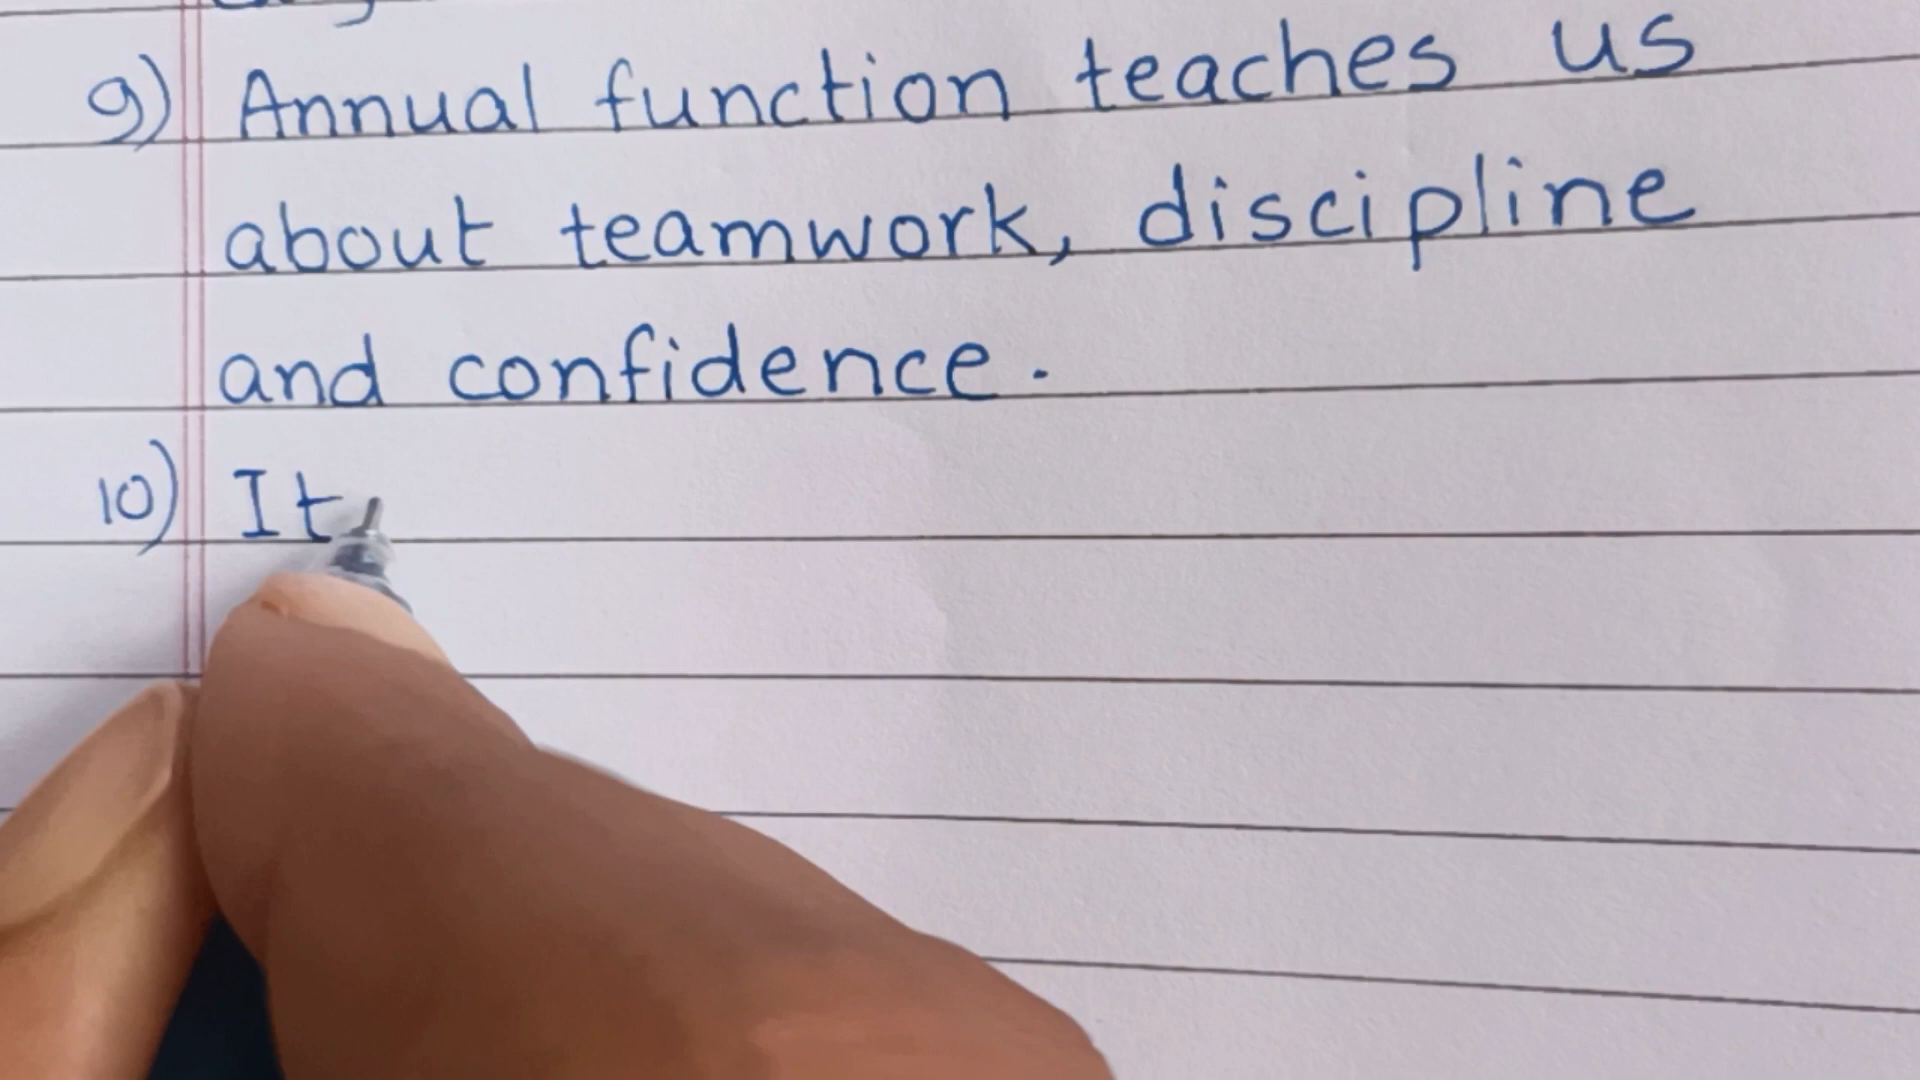 9) Annual function teaches us
about teamwork, discipline
and confidence.
10) It